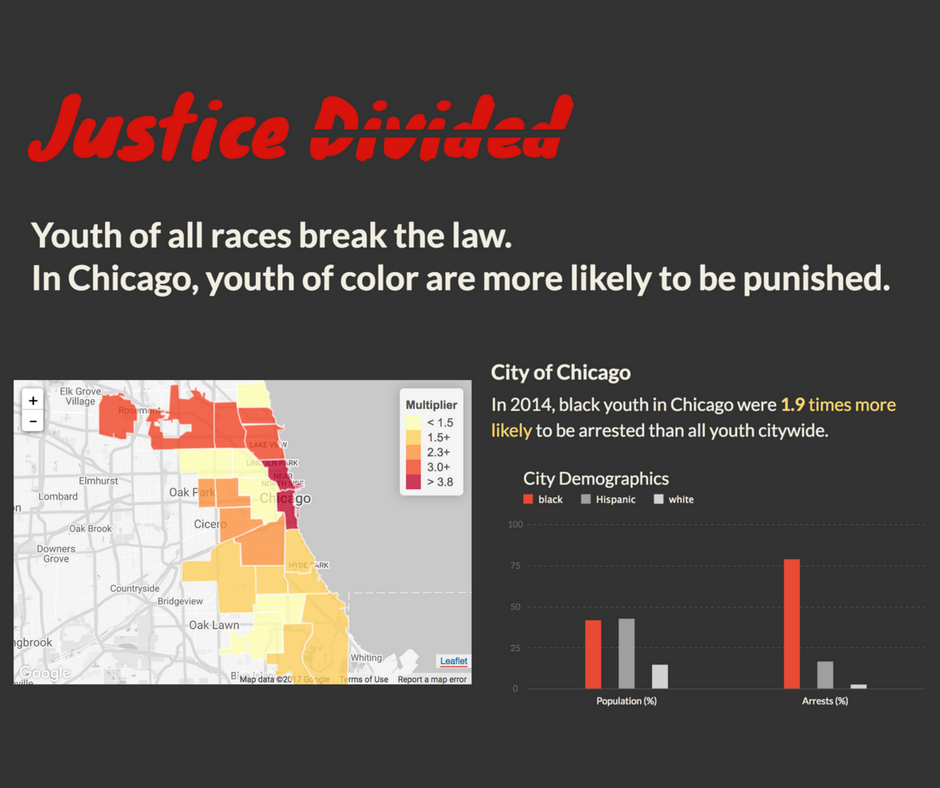 Justice Divided
Youth of all races break the law.
In Chicago, youth of color are more likely to be punished.
Elk Grove
Village
Rosemont
LAKE VIEW
LINCOLN PARK
NEAR
NORTH SIDE
Elmhurst
Lombard
Oak Park
Chicago
Cicero
Oak Brook
Downers
Grove
HYDE PARK
Countryside
Bridgeview
Oak Lawn
Whiting
+
-
Multiplier
< 1.5
1.5+
2.3+
3.0+
> 3.8
Leaflet
Google
Map data ©2017 Google Terms of Use Report a map error
City of Chicago
In 2014, black youth in Chicago were 1.9 times more
likely to be arrested than all youth citywide.
City Demographics
black Hispanic white
100
75
50
25
0
Population (%) Arrests (%)